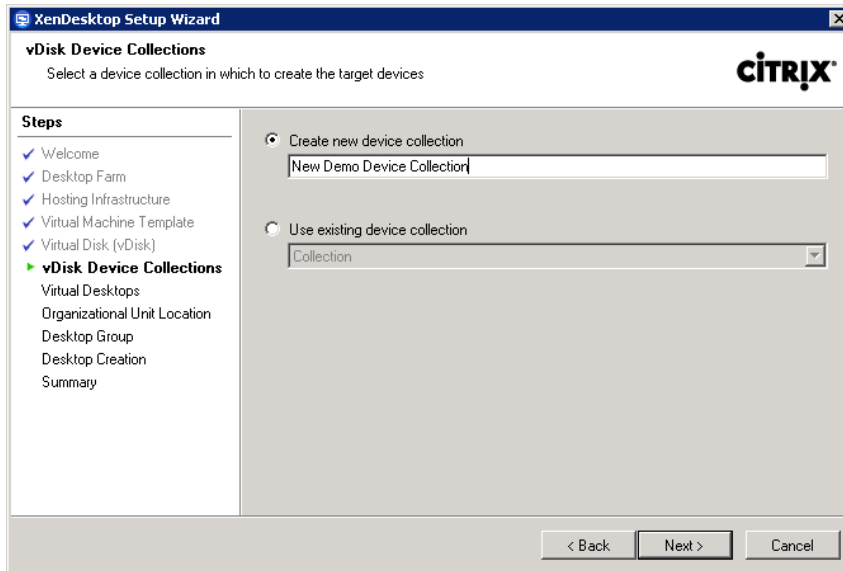 XenDesktop Setup Wizard
vDisk Device Collections
Select a device collection in which to create the target devices
CITRIX
Steps
Welcome
Desktop Farm
Hosting Infrastructure
Virtual Machine Template
Virtual Disk (vDisk)
vDisk Device Collections
Virtual Desktops
Organizational Unit Location
Desktop Group
Desktop Creation
Summary
Create new device collection
New Demo Device Collection
Use existing device collection
Collection
< Back
Next >
Cancel